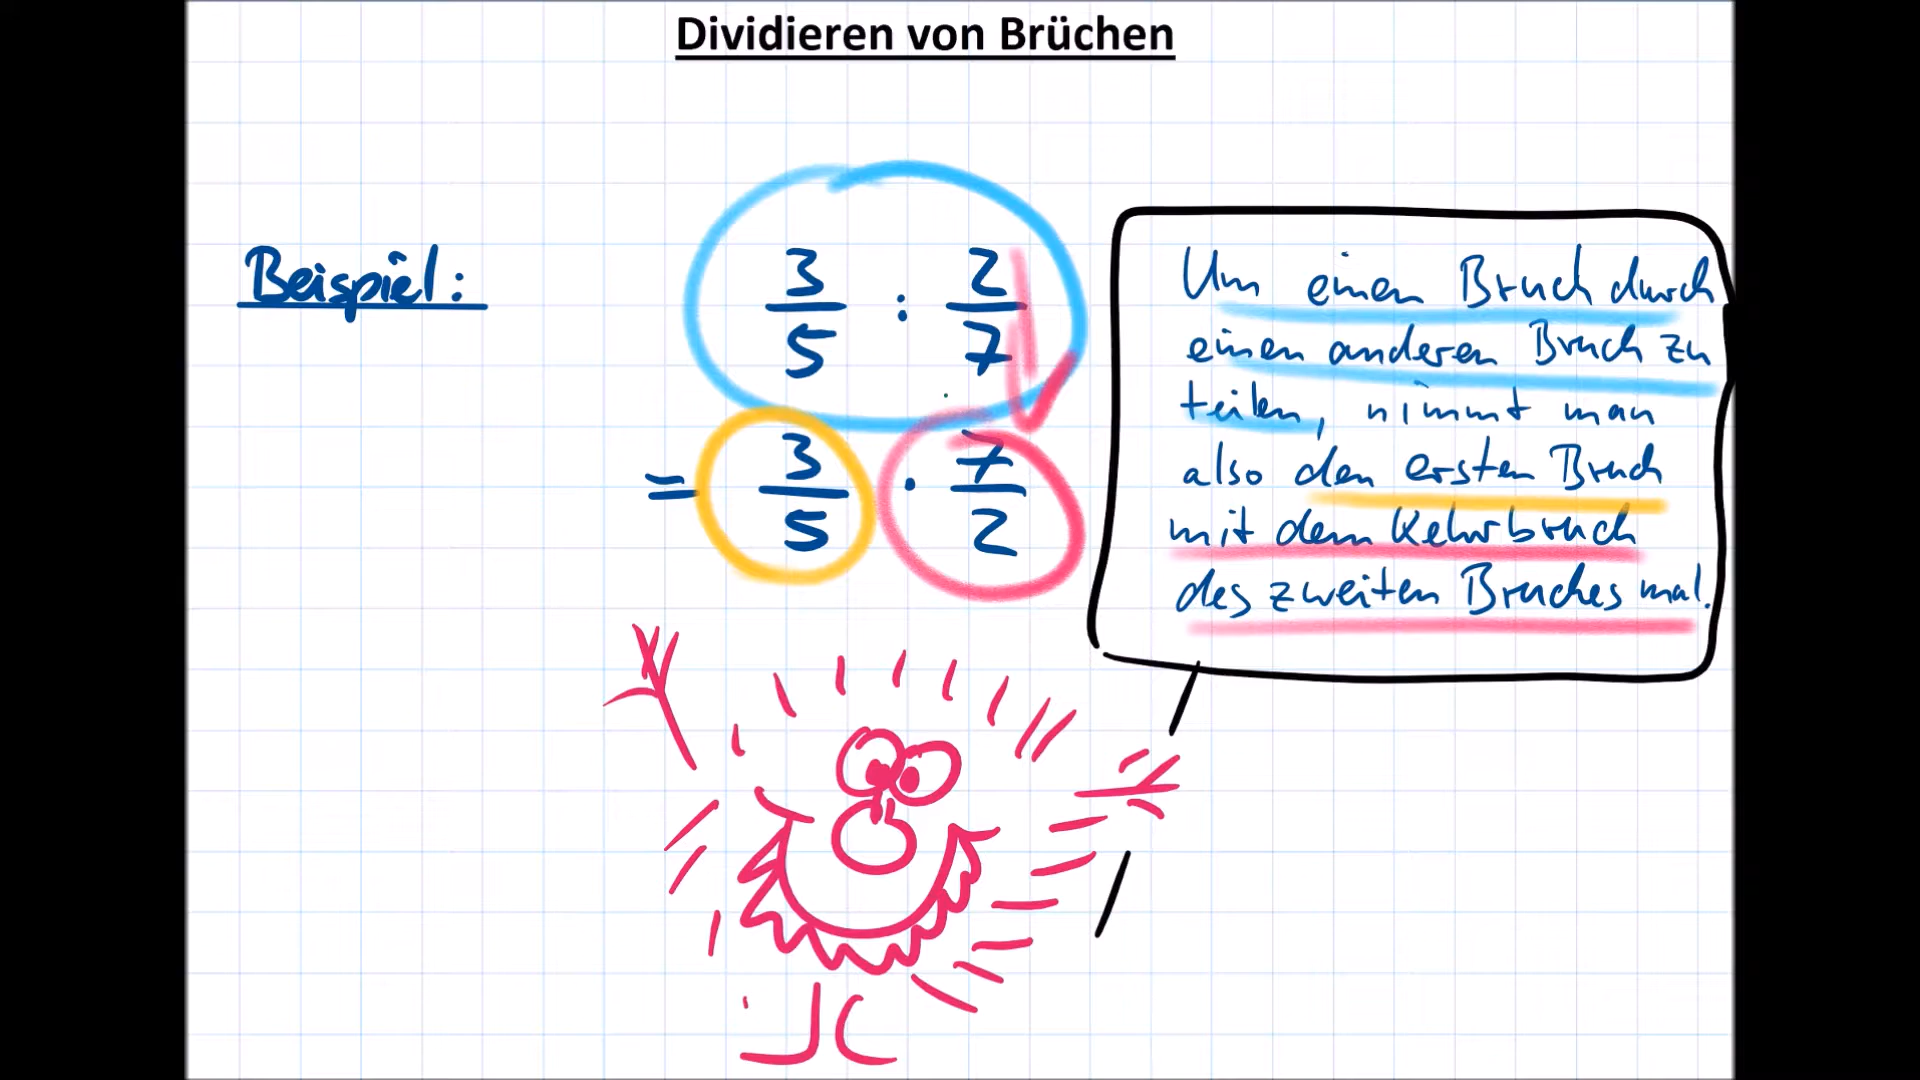 Dividieren von Brüchen
Beispiel:
3/5 : 2/7
= 3/5 · 7/2
Um einen Bruch durch
einen anderen Bruch zu
teilen, nimmt man
also den ersten Bruch
mit dem Kehrbruch
des zweiten Bruches mal.